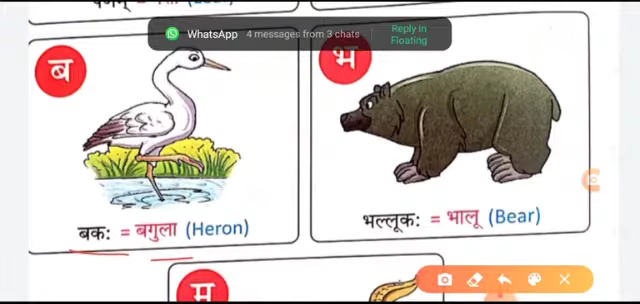 WhatsApp 4 messages from 3 chats
Reply In
Floating
ब
भ
बकः = बगुला (Heron)
भल्लूकः = भालू (Bear)
म